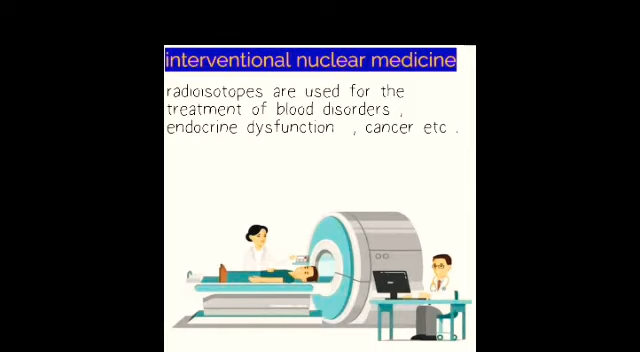 interventional nuclear medicine
radioisotopes are used for the
treatment of blood disorders ,
endocrine dysfunction , cancer etc .